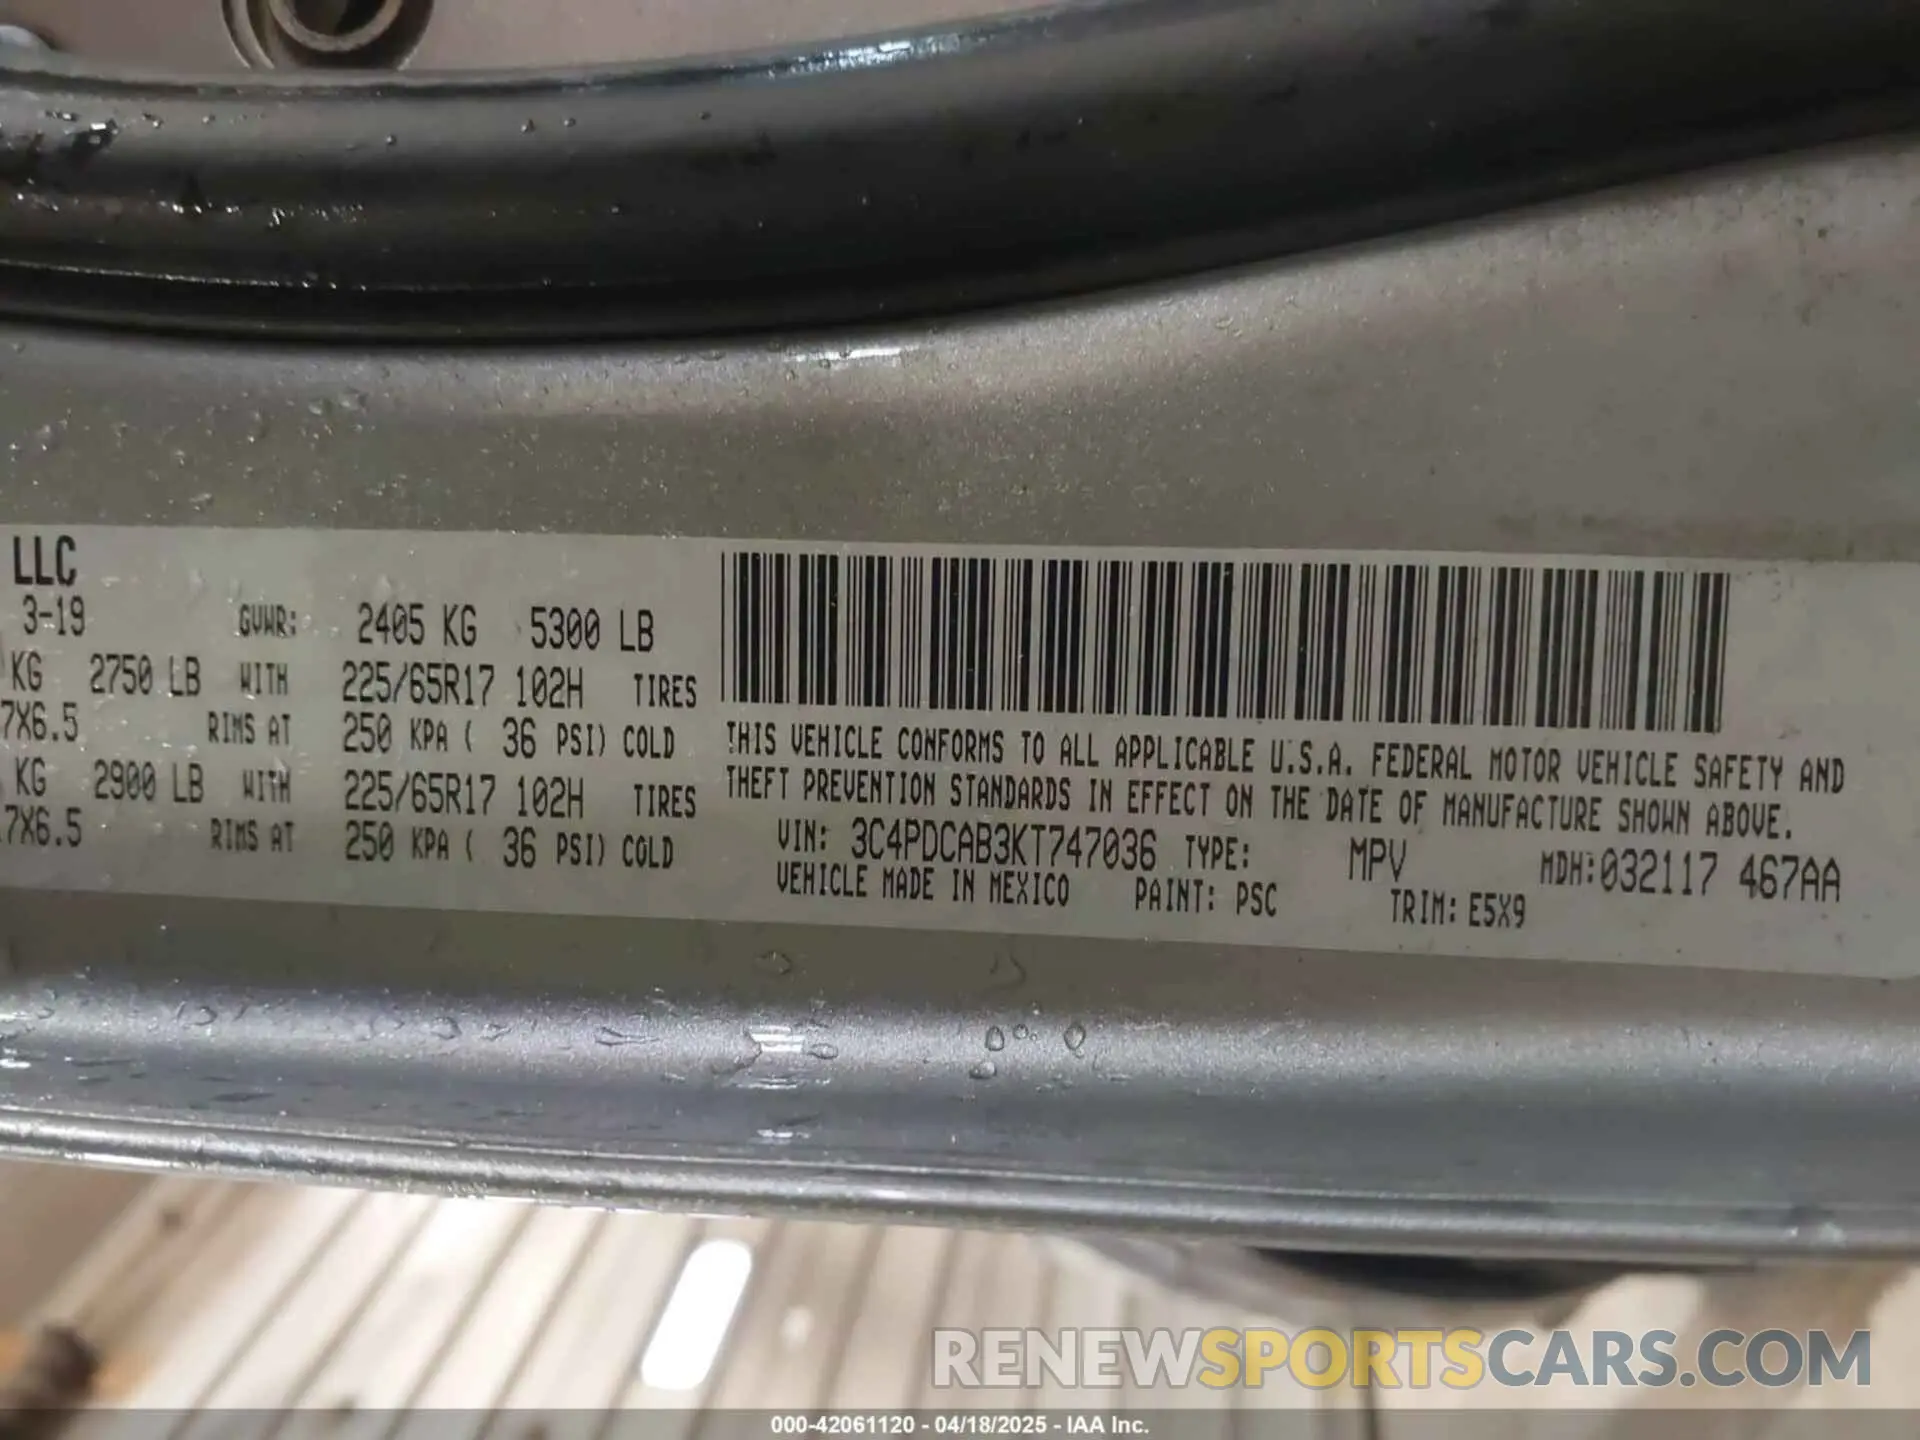 LLC
3-19 GVWR: 2405 KG 5300 LB
KG 2750 LB WITH 225/65R17 102H TIRES
7X6.5 RIMS AT 250 KPA ( 36 PSI) COLD
KG 2900 LB WITH 225/65R17 102H TIRES
7X6.5 RIMS AT 250 KPA ( 36 PSI) COLD
THIS VEHICLE CONFORMS TO ALL APPLICABLE U.S.A. FEDERAL MOTOR VEHICLE SAFETY AND
THEFT PREVENTION STANDARDS IN EFFECT ON THE DATE OF MANUFACTURE SHOWN ABOVE.
VIN: 3C4PDCAB3KT747036 TYPE: MPV MDH:032117 467AA
VEHICLE MADE IN MEXICO PAINT: PSC TRIM: E5X9
RENEWSPORTSCARS.COM
000-42061120 - 04/18/2025 - IAA Inc.